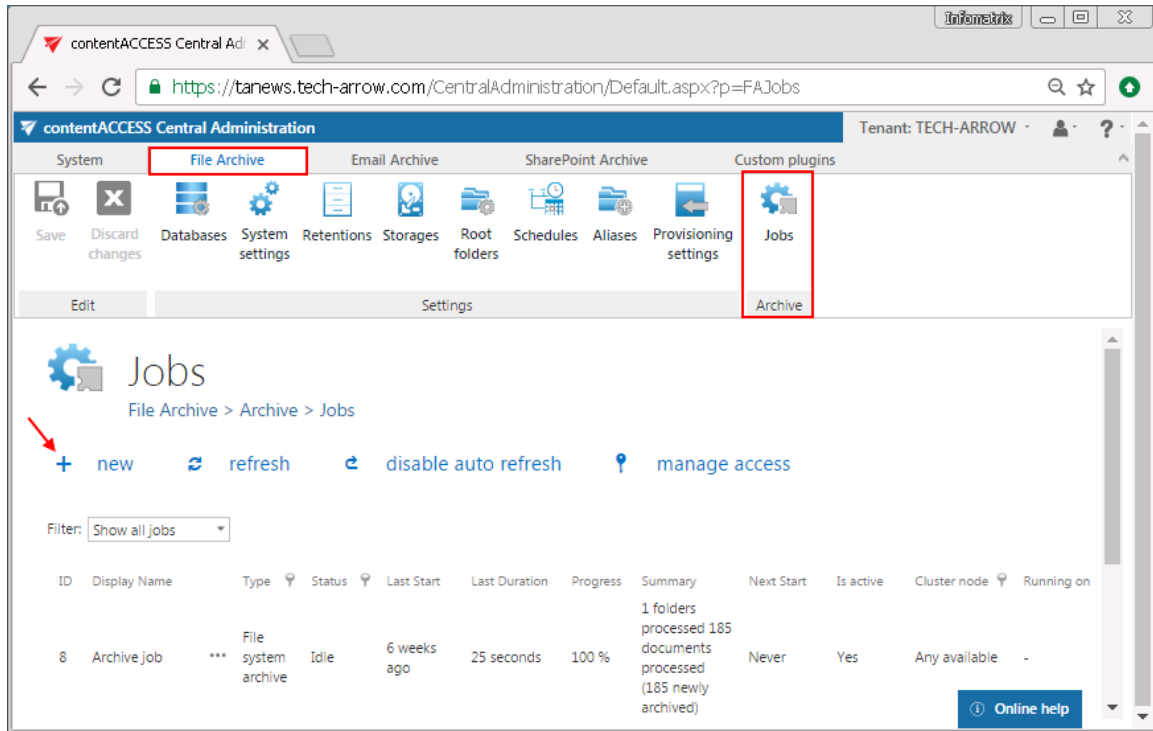 Infomatrix
contentACCESS Central Adr
https://tanews.tech-arrow.com/CentralAdministration/Default.aspx?p=FAJobs
contentACCESS Central Administration
Tenant: TECH-ARROW
?
System File Archive Email Archive SharePoint Archive Custom plugins
Save Discard changes Databases System settings Retentions Storages Root folders Schedules Aliases Provisioning settings Jobs
Edit Settings Archive
Jobs
File Archive > Archive > Jobs
+ new refresh disable auto refresh manage access
Filter: Show all jobs
ID Display Name Type Status Last Start Last Duration Progress Summary Next Start Is active Cluster node Running on
8 Archive job ••• File system archive Idle 6 weeks ago 25 seconds 100 % 1 folders processed 185 documents processed (185 newly archived) Never Yes Any available -
Online help